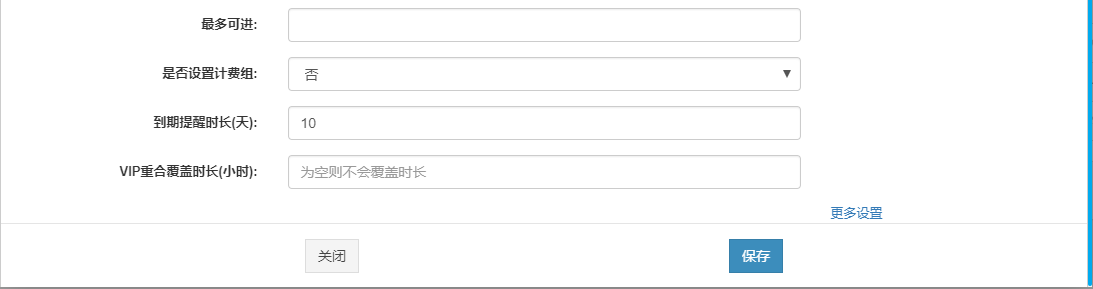 最多可进:
是否设置计费组: 否
到期提醒时长(天): 10
VIP重合覆盖时长(小时): 为空则不会覆盖时长
更多设置
关闭 保存